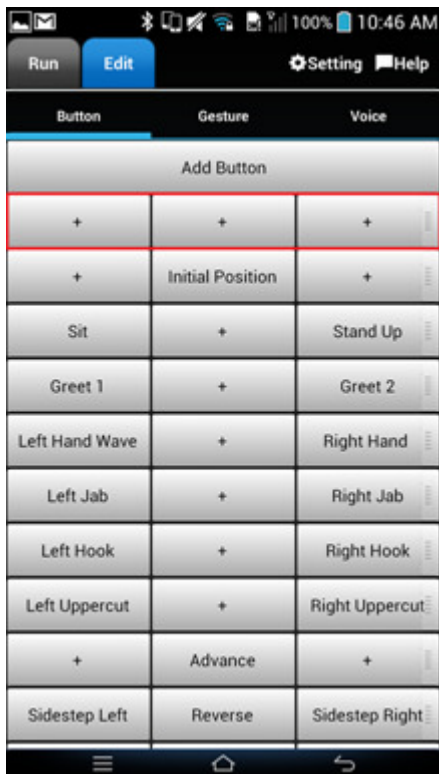 100% 10:46 AM
Run Edit Setting Help
Button Gesture Voice
Add Button
+ + +
+ Initial Position +
Sit + Stand Up
Greet 1 + Greet 2
Left Hand Wave + Right Hand
Left Jab + Right Jab
Left Hook + Right Hook
Left Uppercut + Right Uppercut
+ Advance +
Sidestep Left Reverse Sidestep Right